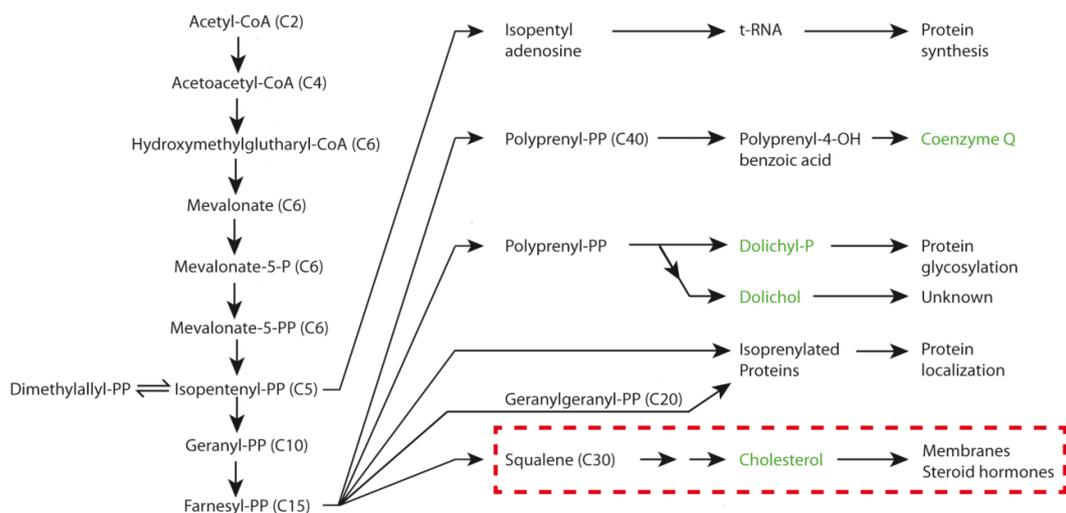 Acetyl-CoA (C2)
Acetoacetyl-CoA (C4)
Hydroxymethylglutharyl-CoA (C6)
Mevalonate (C6)
Mevalonate-5-P (C6)
Mevalonate-5-PP (C6)
Dimethylallyl-PP
Isopentenyl-PP (C5)
Geranyl-PP (C10)
Farnesyl-PP (C15)
Isopentyl
adenosine
t-RNA
Protein
synthesis
Polyprenyl-PP (C40)
Polyprenyl-4-OH
benzoic acid
Coenzyme Q
Polyprenyl-PP
Dolichyl-P
Protein
glycosylation
Dolichol
Unknown
Isoprenylated
Proteins
Protein
localization
Geranylgeranyl-PP (C20)
Squalene (C30)
Cholesterol
Membranes
Steroid hormones